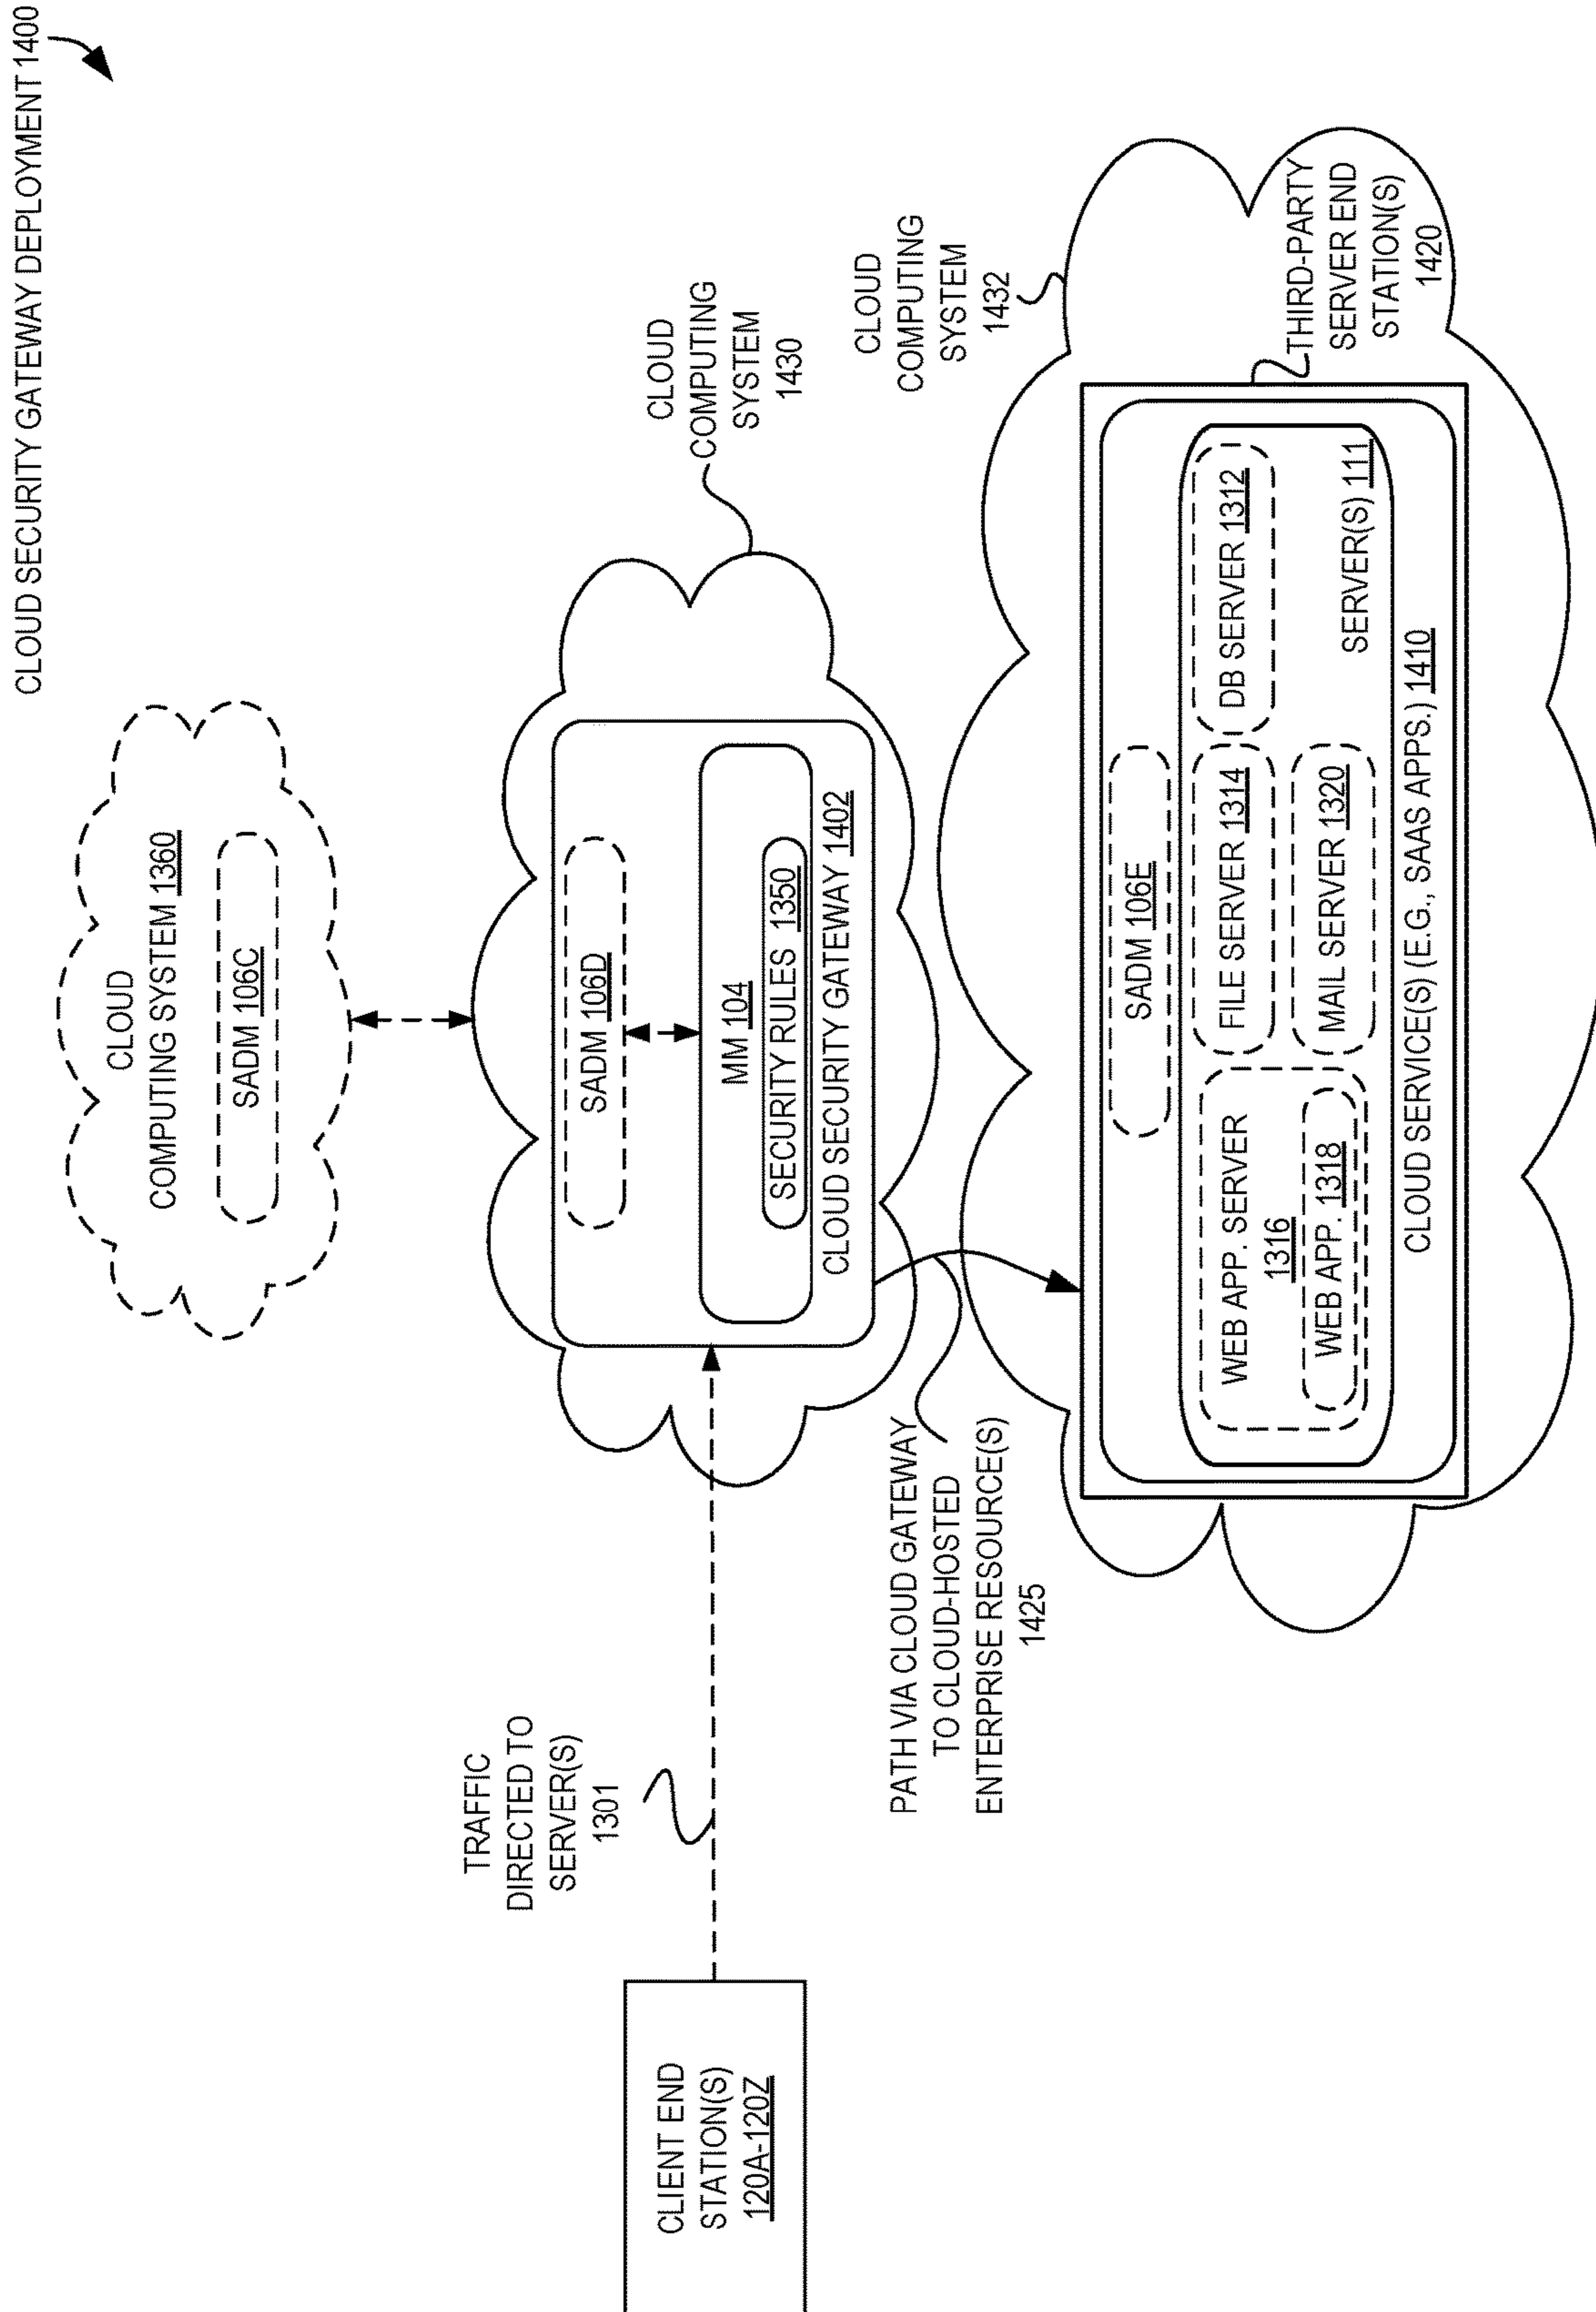 CLOUD SECURITY GATEWAY DEPLOYMENT 1400
CLOUD
COMPUTING SYSTEM 1360
SADM 106C
CLOUD
COMPUTING
SYSTEM
1430
SADM 106D
MM 104
SECURITY RULES 1350
CLOUD SECURITY GATEWAY 1402
TRAFFIC
DIRECTED TO
SERVER(S)
1301
CLIENT END
STATION(S)
120A-120Z
PATH VIA CLOUD GATEWAY
TO CLOUD-HOSTED
ENTERPRISE RESOURCE(S)
1425
CLOUD
COMPUTING
SYSTEM
1432
SADM 106E
WEB APP. SERVER
1316
WEB APP. 1318
FILE SERVER 1314
MAIL SERVER 1320
DB SERVER 1312
SERVER(S) 111
CLOUD SERVICE(S) (E.G., SAAS APPS.) 1410
THIRD-PARTY
SERVER END
STATION(S)
1420